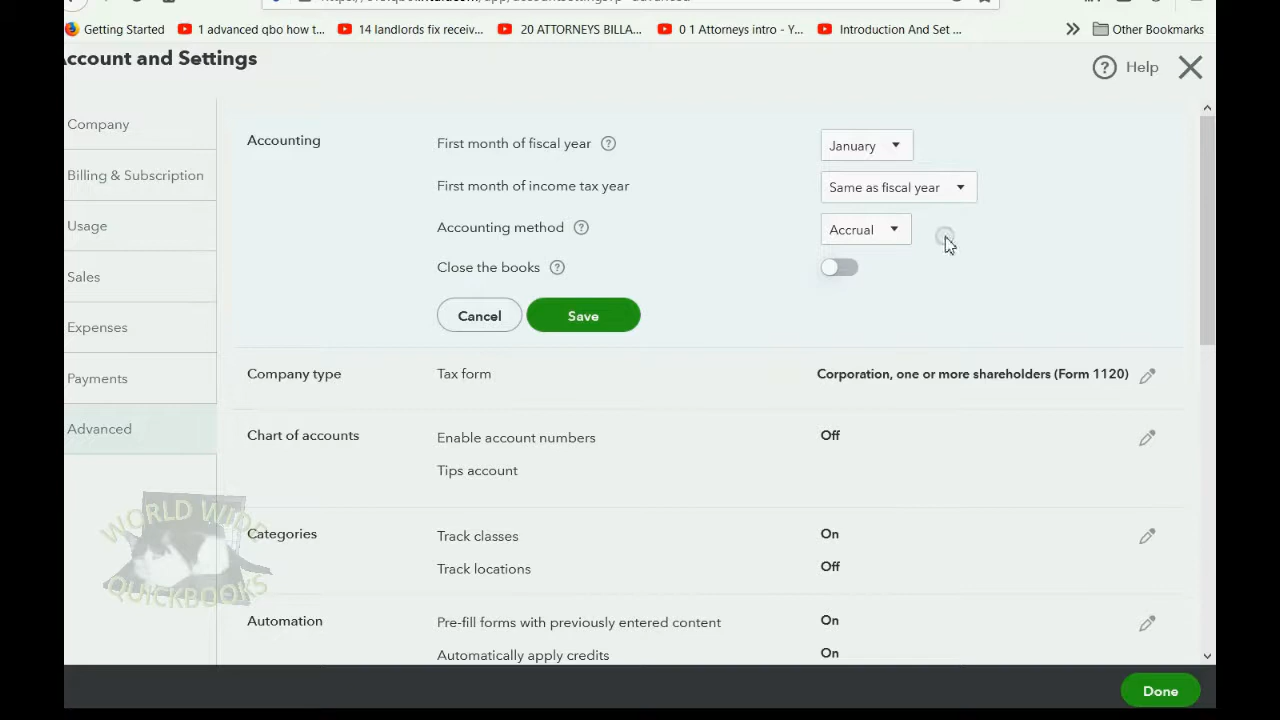 Getting Started
1 advanced qbo how t...
14 landlords fix receiv...
20 ATTORNEYS BILLA...
0 1 Attorneys intro - Y...
Introduction And Set ...
Other Bookmarks
Account and Settings
? Help
Company
Billing & Subscription
Usage
Sales
Expenses
Payments
Advanced
Accounting
First month of fiscal year ?
January
First month of income tax year
Same as fiscal year
Accounting method ?
Accrual
Close the books ?
Cancel
Save
Company type
Tax form
Corporation, one or more shareholders (Form 1120)
Chart of accounts
Enable account numbers
Off
Tips account
Categories
Track classes
On
Track locations
Off
Automation
Pre-fill forms with previously entered content
On
Automatically apply credits
On
WORLD WIDE
QUICKBOOKS
Done